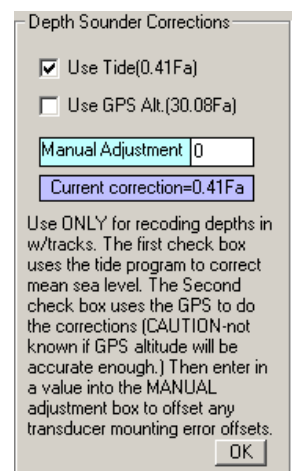 Depth Sounder Corrections
Use Tide(0.41Fa)
Use GPS Alt.(30.08Fa)
Manual Adjustment 0
Current correction=0.41Fa
Use ONLY for recoding depths in
w/tracks. The first check box
uses the tide program to correct
mean sea level. The Second
check box uses the GPS to do
the corrections (CAUTION-not
known if GPS altitude will be
accurate enough.) Then enter in
a value into the MANUAL
adjustment box to offset any
transducer mounting error offsets.
OK